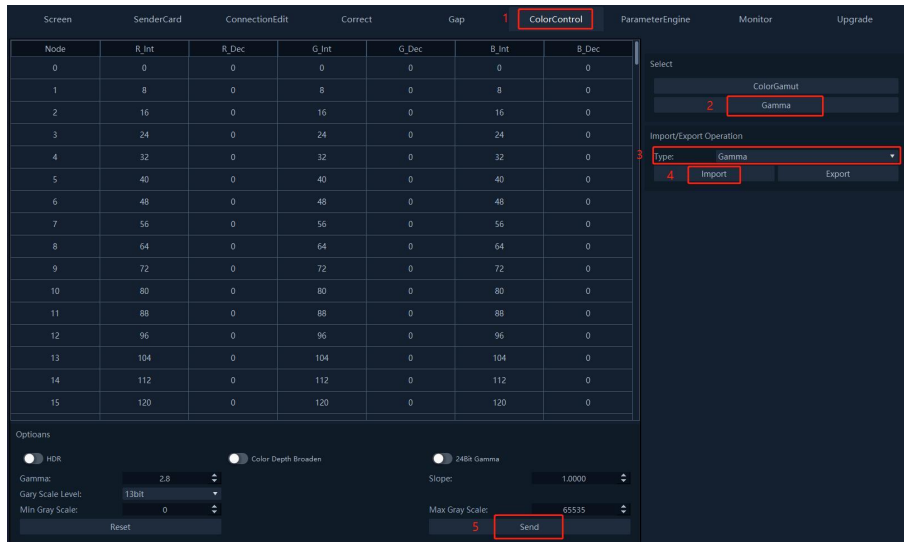 Screen SenderCard ConnectionEdit Correct Gap 1 ColorControl ParameterEngine Monitor Upgrade
Node R_Int R_Dec G_Int G_Dec B_Int B_Dec
0 0 0 0 0 0 0
1 8 0 8 0 8 0
2 16 0 16 0 16 0
3 24 0 24 0 24 0
4 32 0 32 0 32 0
5 40 0 40 0 40 0
6 48 0 48 0 48 0
7 56 0 56 0 56 0
8 64 0 64 0 64 0
9 72 0 72 0 72 0
10 80 0 80 0 80 0
11 88 0 88 0 88 0
12 96 0 96 0 96 0
13 104 0 104 0 104 0
14 112 0 112 0 112 0
15 120 0 120 0 120 0
Select
ColorGamut
2 Gamma
Import/Export Operation
3 Type: Gamma
4 Import Export
Optioans
HDR Color Depth Broaden 24Bit Gamma
Gamma: 2.8 Slope: 1.0000
Gary Scale Level: 13bit
Min Gray Scale: 0 Max Gray Scale: 65535
Reset 5 Send